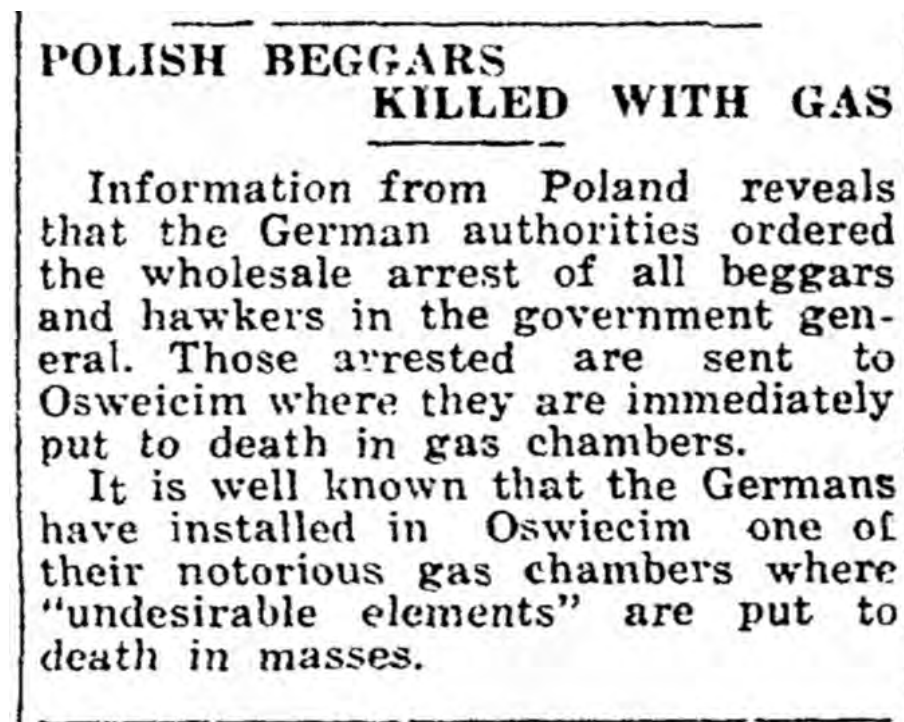 POLISH BEGGARS
KILLED WITH GAS
Information from Poland reveals
that the German authorities ordered
the wholesale arrest of all beggars
and hawkers in the government gen-
eral. Those arrested are sent to
Osweicim where they are immediately
put to death in gas chambers.
It is well known that the Germans
have installed in Oswiecim one of
their notorious gas chambers where
"undesirable elements" are put to
death in masses.